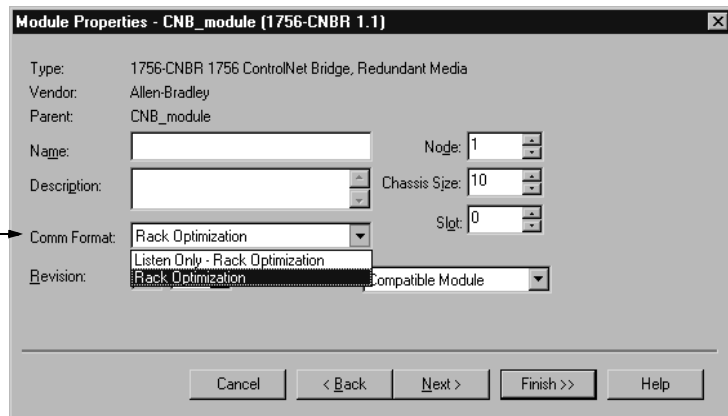 Module Properties - CNB_module (1756-CNBR 1.1)
Type: 1756-CNBR 1756 ControlNet Bridge, Redundant Media
Vendor: Allen-Bradley
Parent: CNB_module
Name: Node: 1
Description: Chassis Size: 10
Slot: 0
Comm Format: Rack Optimization
Listen Only - Rack Optimization
Rack Optimization
Revision: Compatible Module
Cancel < Back Next > Finish >> Help